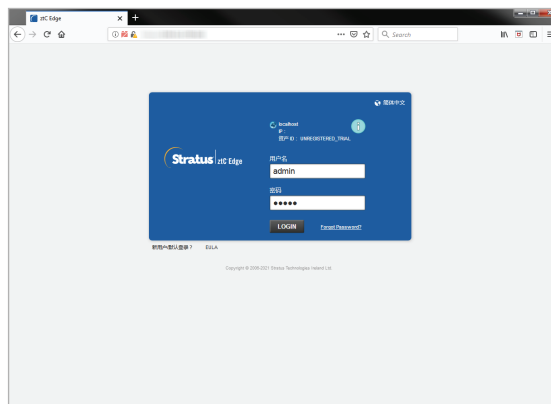 ztC Edge
Search
简体中文
localhost
IP :
资产 ID : UNREGISTERED_TRIAL
Stratus ztC Edge
用户名
admin
密码
LOGIN
Forgot Password?
新用户/默认登录?
EULA
Copyright © 2009-2021 Stratus Technologies Ireland Ltd.